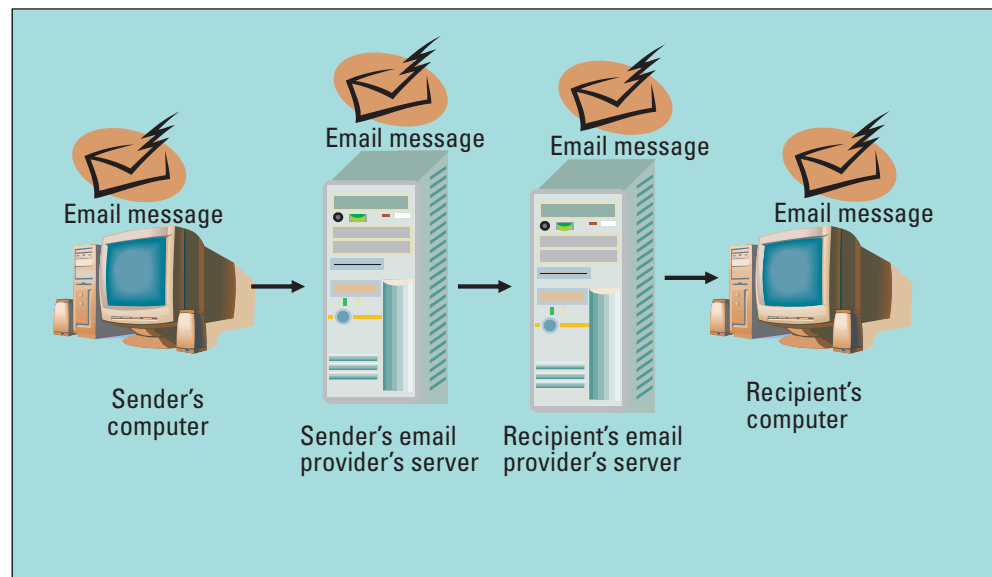 Email message
Email message
Email message
Email message
Sender’s
computer
Sender’s email
provider’s server
Recipient’s email
provider’s server
Recipient’s
computer